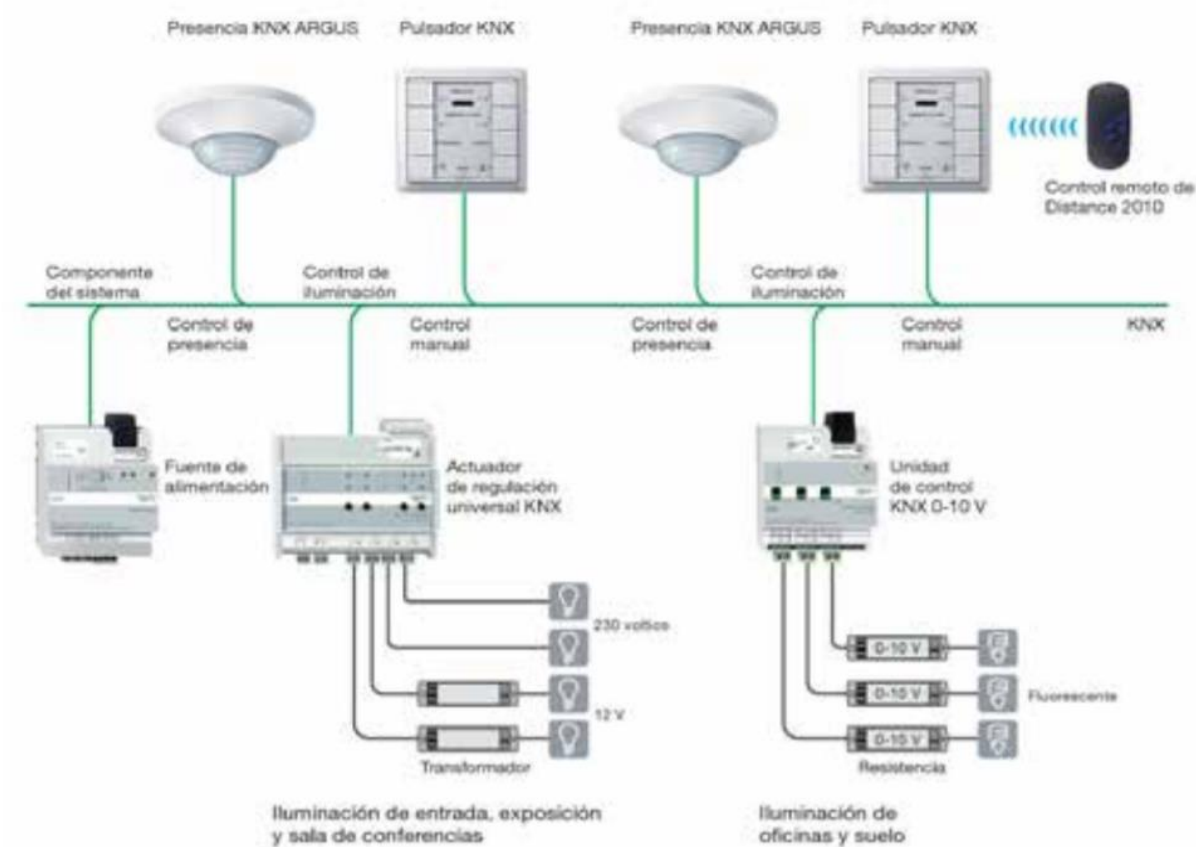 Presencia KNX ARGUS
Pulsador KNX
Presencia KNX ARGUS
Pulsador KNX
Control remoto de
Distance 2010
Componente
del sistema
Control de
iluminación
Control de
iluminación
Control de
presencia
Control
manual
Control de
presencia
Control
manual
KNX
Fuente de
alimentación
Actuador
de regulación
universal KNX
Unidad
de control
KNX 0-10 V
230 voltios
12 V
Transformador
0-10 V
0-10 V
0-10 V
Fluorescente
Resistencia
Iluminación de entrada, exposición
y sala de conferencias
Iluminación de
oficinas y suelo